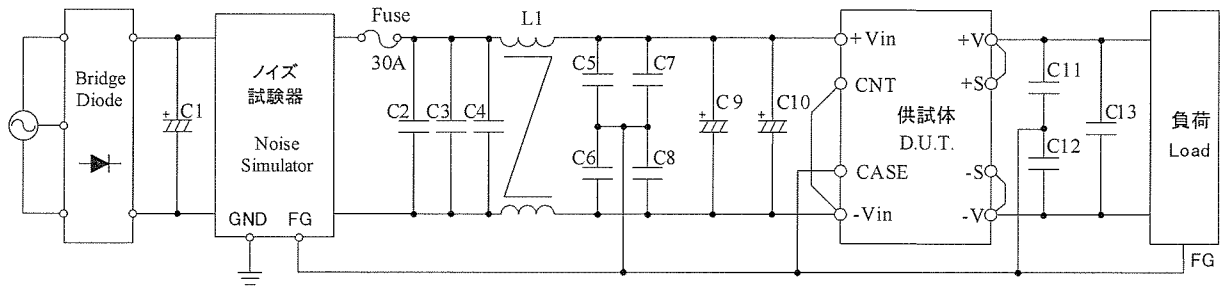 Bridge
Diode
+
C1
ノイズ
試験器
Noise
Simulator
GND
FG
Fuse
30A
C2
C3
C4
L1
C5
C7
C6
C8
+
C9
+
C10
+Vin
CNT
CASE
-Vin
供試体
D.U.T.
+V
+S
-S
-V
C11
C12
C13
負荷
Load
FG